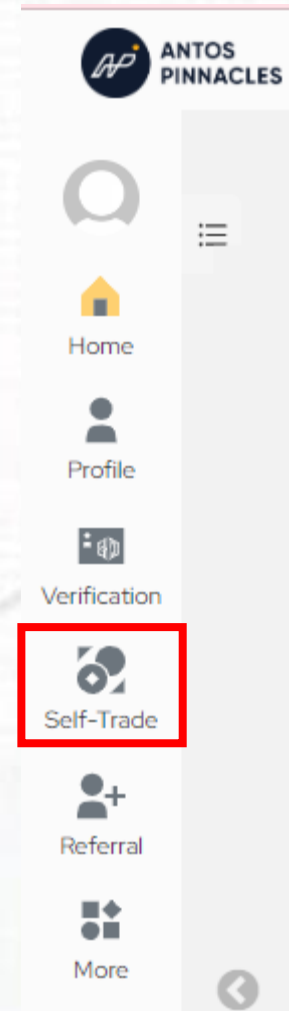 ANTOS
PINNACLES
Home
Profile
Verification
Self-Trade
Referral
More